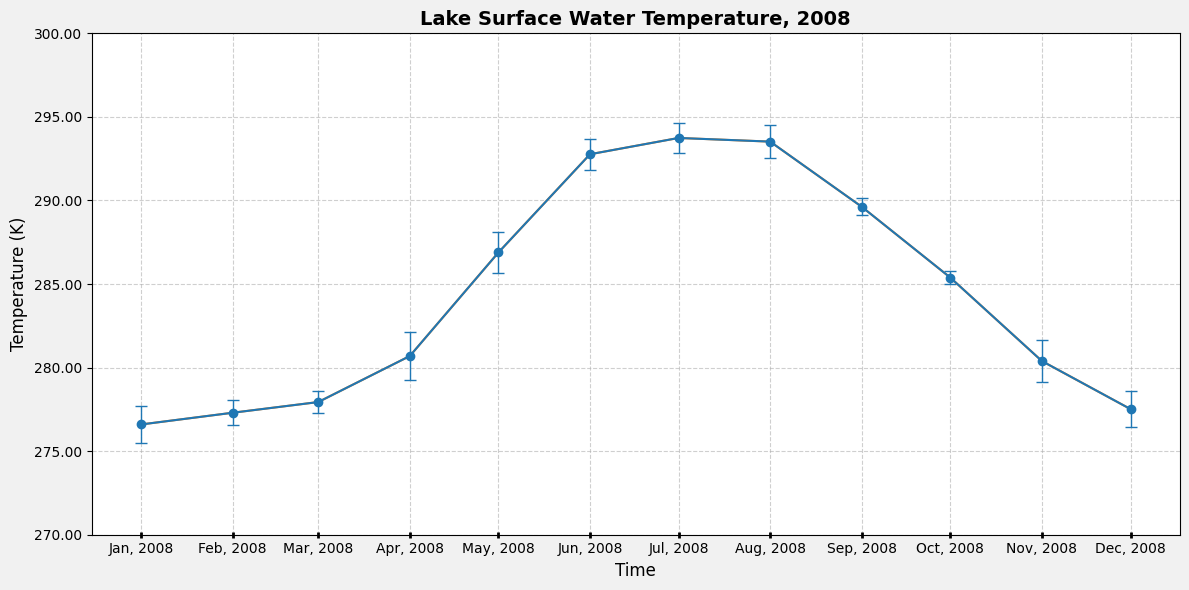 Lake Surface Water Temperature, 2008
300.00
295.00
290.00
285.00
280.00
275.00
270.00
Temperature (K)
Jan, 2008 Feb, 2008 Mar, 2008 Apr, 2008 May, 2008 Jun, 2008 Jul, 2008 Aug, 2008 Sep, 2008 Oct, 2008 Nov, 2008 Dec, 2008
Time